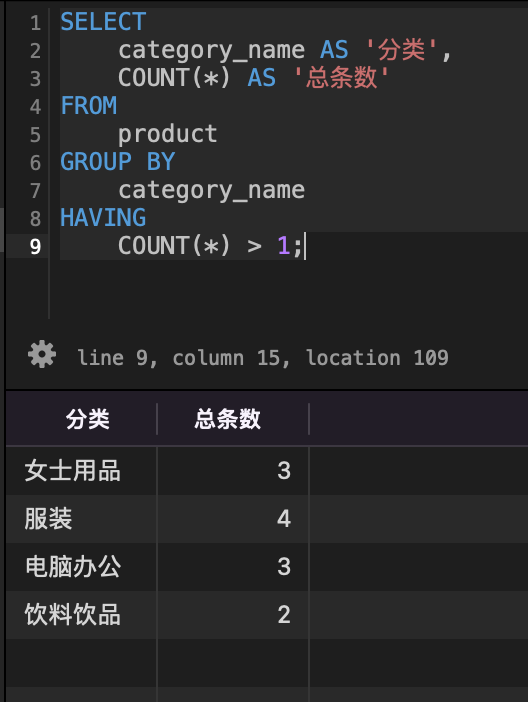 1 SELECT
2 category_name AS '分类',
3 COUNT(*) AS '总条数'
4 FROM
5 product
6 GROUP BY
7 category_name
8 HAVING
9 COUNT(*) > 1;
line 9, column 15, location 109
分类 总条数
女士用品 3
服装 4
电脑办公 3
饮料饮品 2